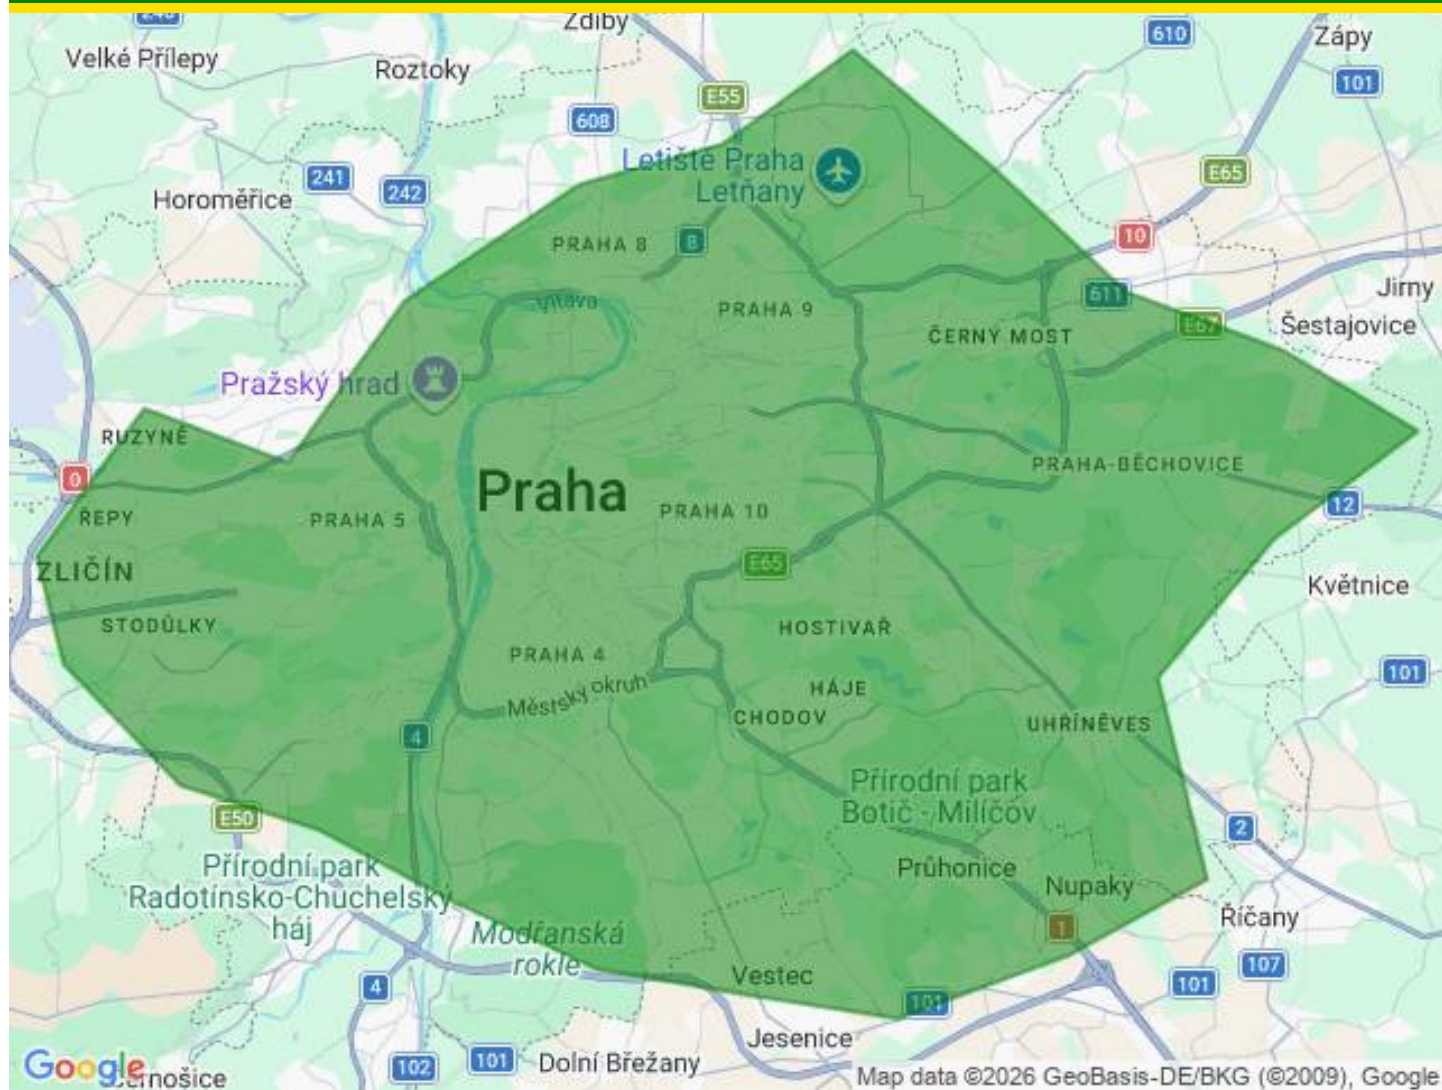 Zdiby
610
Zápy
Velké Přílepy
Roztoky
101
E55
608
Letiště Praha
Letňany
241
242
E65
Horoměřice
10
PRAHA 8
8
Jirny
611
Vltava
PRAHA 9
E67
Šestajovice
ČERNÝ MOST
Pražský hrad
RUZYNĚ
PRAHA-BĚCHOVICE
0
Praha
12
ŘEPY
PRAHA 5
PRAHA 10
E65
ZLIČÍN
Květnice
STODŮLKY
HOSTIVAŘ
PRAHA 4
101
Městský okruh
HÁJE
CHODOV
UHŘÍNĚVES
4
Přírodní park
Botič - Milíčov
E50
2
Přírodní park
Radotínsko-Chuchelský
háj
Průhonice
Nupaky
Říčany
1
Modřanská
rokle
Vestec
107
101
4
101
Jesenice
Google
102
101
Dolní Břežany
Map data ©2026 GeoBasis-DE/BKG (©2009), Google